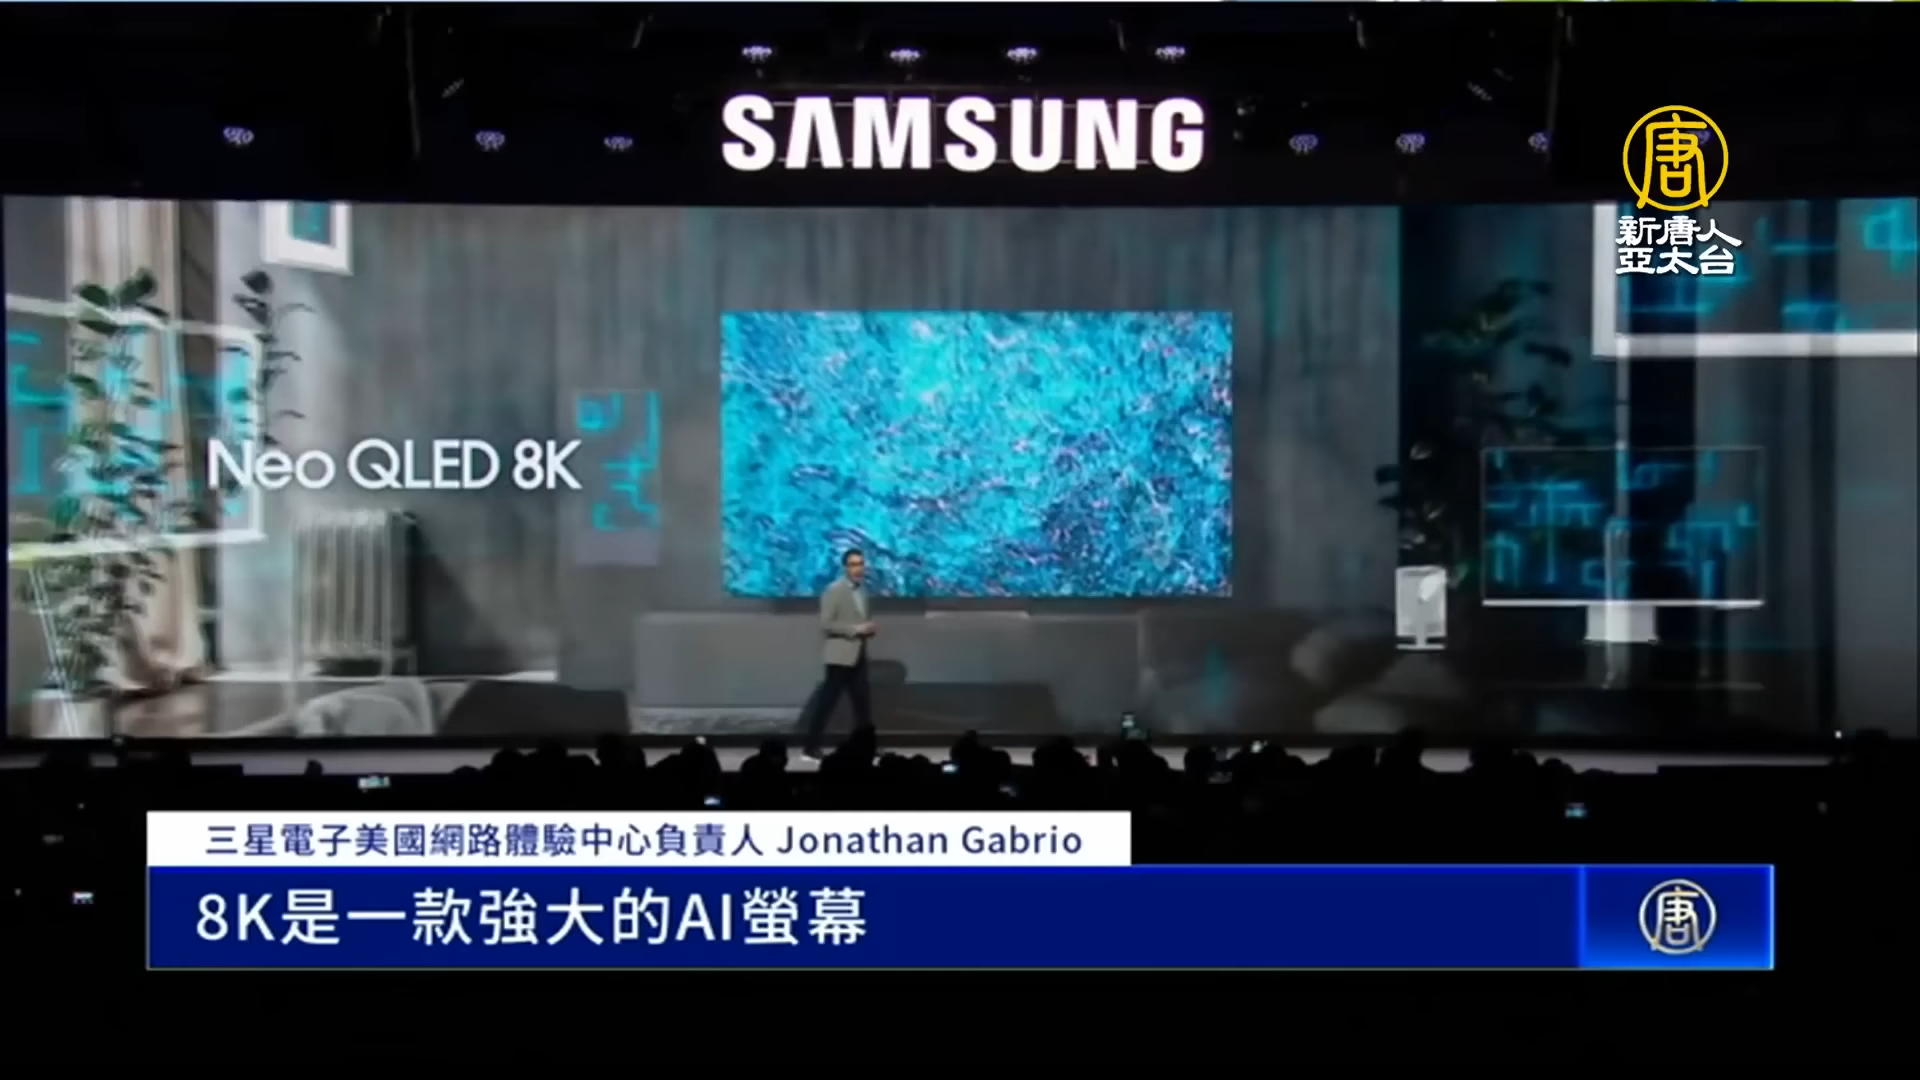 SAMSUNG
唐
新唐人
亞太台
Neo QLED 8K
三星電子美國網路體驗中心負責人 Jonathan Gabrio
8K是一款強大的AI螢幕
唐